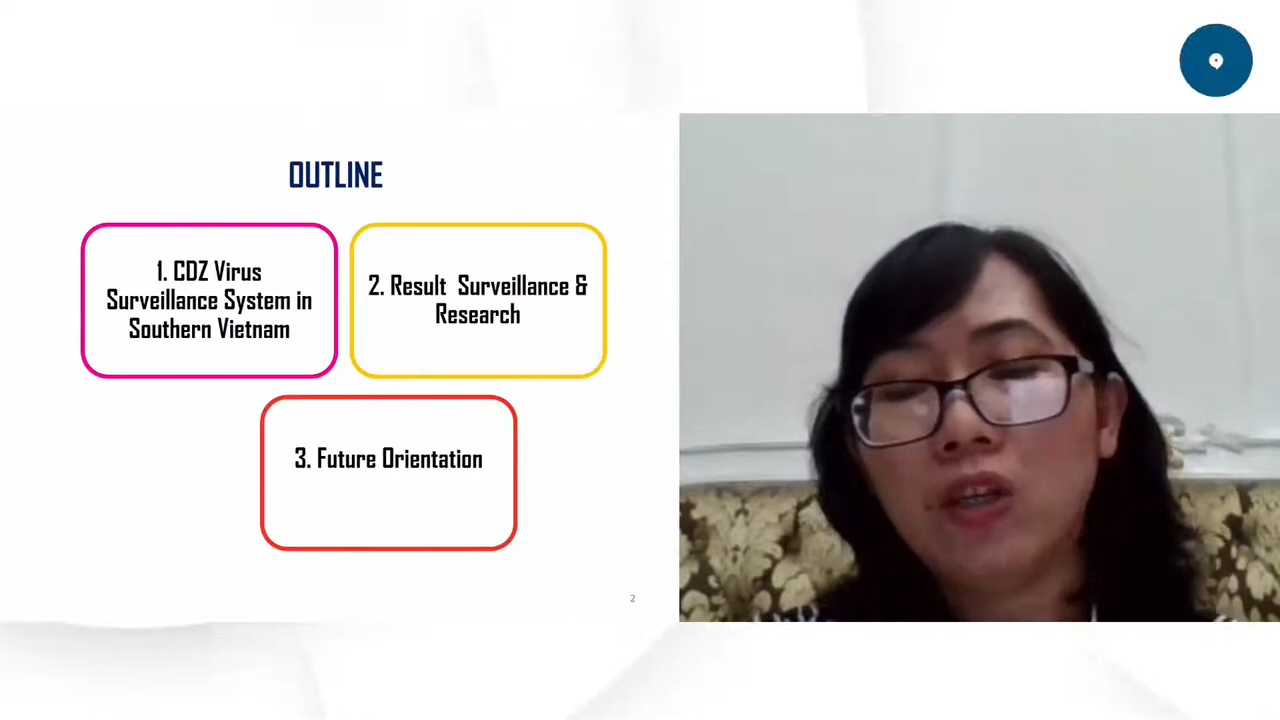 OUTLINE
1. CDZ Virus
Surveillance System in
Southern Vietnam
2. Result Surveillance &
Research
3. Future Orientation
2